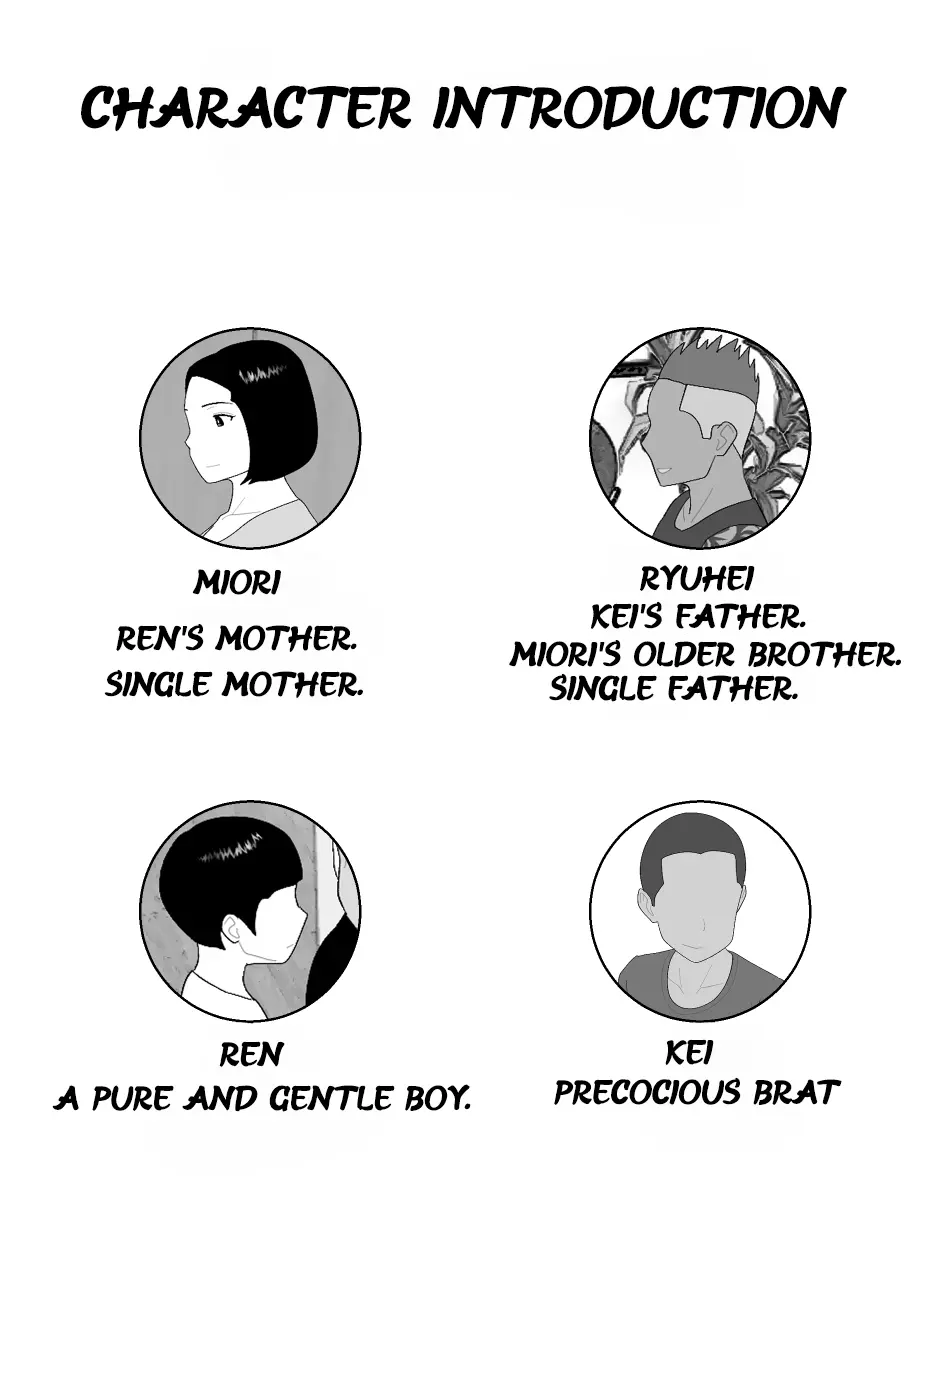 CHARACTER INTRODUCTION
MIORI
REN'S MOTHER.
SINGLE MOTHER.
RYUHEI
KEI'S FATHER.
MIORI'S OLDER BROTHER.
SINGLE FATHER.
REN
A PURE AND GENTLE BOY.
KEI
PRECOCIOUS BRAT